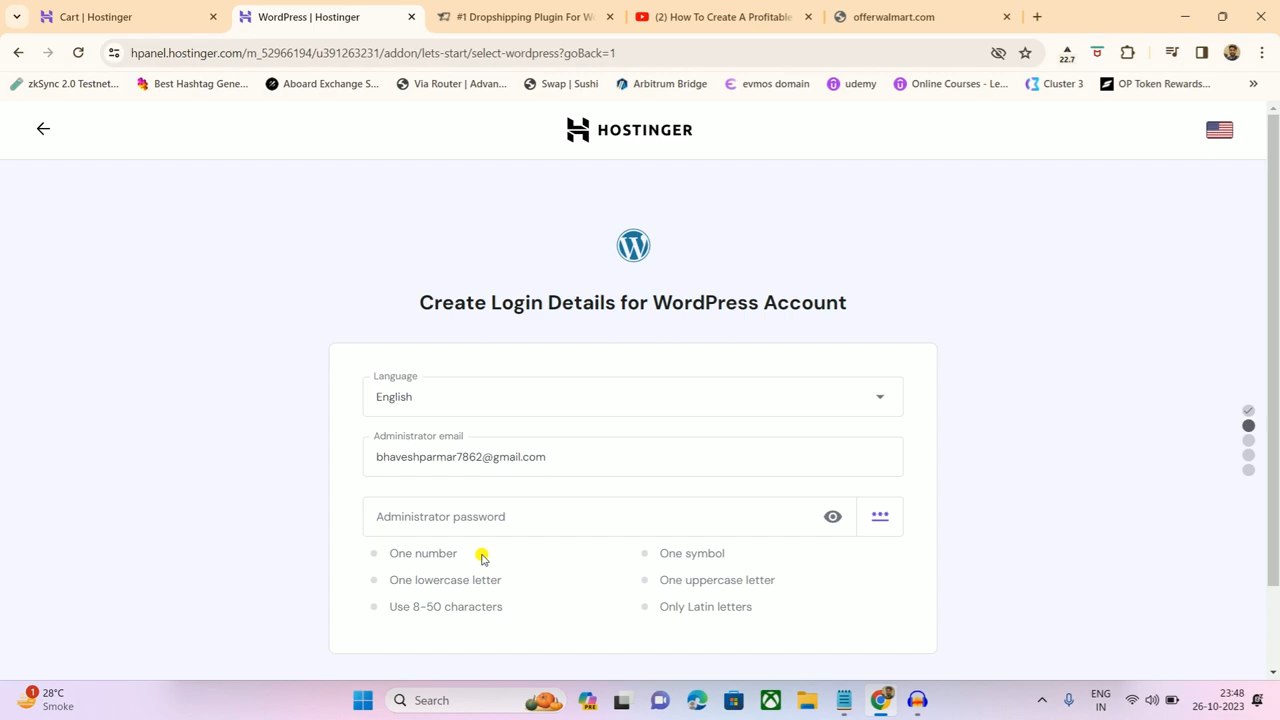 Cart | Hostinger
WordPress | Hostinger
#1 Dropshipping Plugin For Wo
(2) How To Create A Profitable
offerwalmart.com
hpanel.hostinger.com/m_52966194/u391263231/addon/lets-start/select-wordpress?goBack=1
22.7
zkSync 2.0 Testnet...
Best Hashtag Gene...
Aboard Exchange S...
Via Router | Advan...
Swap | Sushi
Arbitrum Bridge
evmos domain
udemy
Online Courses - Le...
Cluster 3
OP Token Rewards...
HOSTINGER
Create Login Details for WordPress Account
Language
English
Administrator email
bhaveshparmar7862@gmail.com
Administrator password
One number
One symbol
One lowercase letter
One uppercase letter
Use 8-50 characters
Only Latin letters
1
28°C
Smoke
Search
PRE
ENG
IN
23:48
26-10-2023